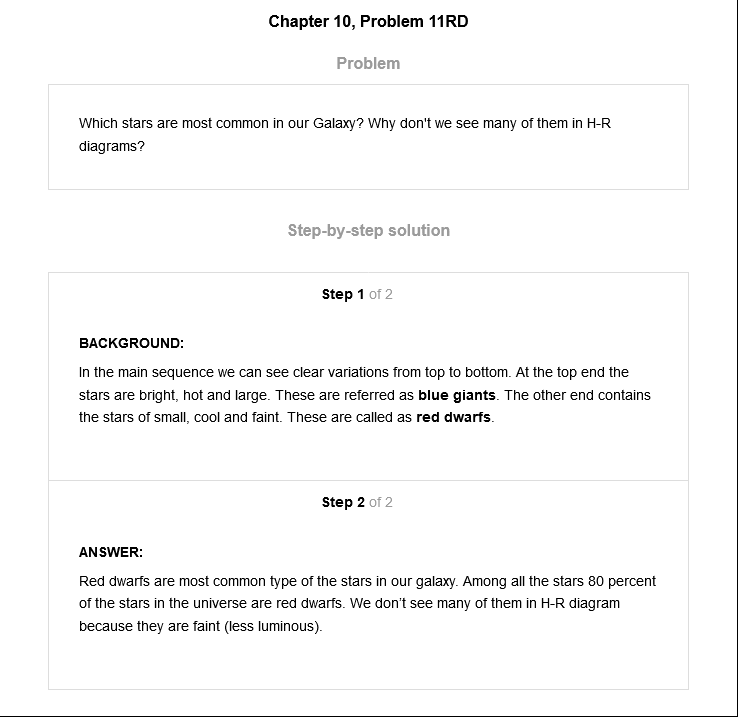 Chapter 10, Problem 11RD
Problem
Which stars are most common in our Galaxy? Why don't we see many of them in H-R
diagrams?
Step-by-step solution
Step 1 of 2
BACKGROUND:
In the main sequence we can see clear variations from top to bottom. At the top end the
stars are bright, hot and large. These are referred as blue giants. The other end contains
the stars of small, cool and faint. These are called as red dwarfs.
Step 2 of 2
ANSWER:
Red dwarfs are most common type of the stars in our galaxy. Among all the stars 80 percent
of the stars in the universe are red dwarfs. We don’t see many of them in H-R diagram
because they are faint (less luminous).